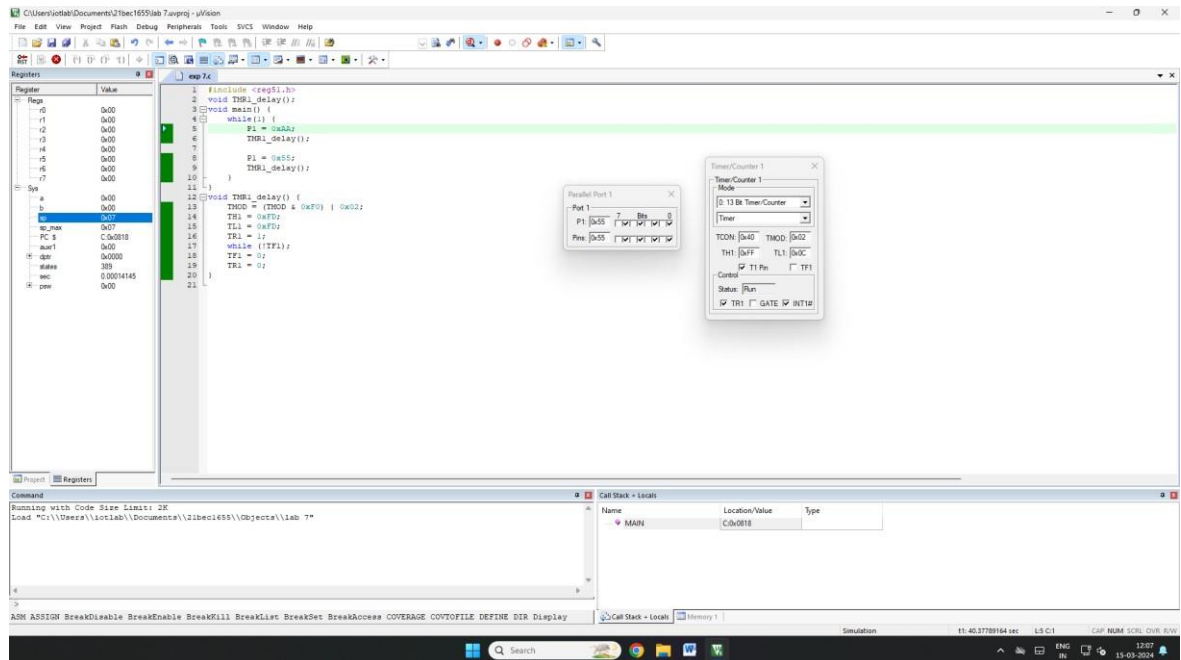 C:\Users\iotlab\Documents\21bec1655\lab 7.uvproj - µVision
File Edit View Project Flash Debug Peripherals Tools SVCS Window Help
Registers
exp 7.c
Register Value
Regs
r0 0x00
r1 0x00
r2 0x00
r3 0x00
r4 0x00
r5 0x00
r6 0x00
r7 0x00
Sys
a 0x00
b 0x00
sp 0x07
sp_max 0x07
PC $ C:0x0818
auxr1 0x00
dptr 0x0000
states 389
sec 0.00014145
psw 0x00
1 #include <reg51.h>
2 void TMR1_delay();
3 void main() {
4 while(1) {
5 P1 = 0xAA;
6 TMR1_delay();
7
8 P1 = 0x55;
9 TMR1_delay();
10 }
11 }
12 void TMR1_delay() {
13 TMOD = (TMOD & 0xF0) | 0x02;
14 TH1 = 0xFD;
15 TL1 = 0xFD;
16 TR1 = 1;
17 while (!TF1);
18 TF1 = 0;
19 TR1 = 0;
20 }
21
Parallel Port 1
Port 1
7 Bits 0
P1: 0x55
Pins: 0x55
Timer/Counter 1
Timer/Counter 1
Mode
0: 13 Bit Timer/Counter
Timer
TCON: 0x40 TMOD: 0x02
TH1: 0xFF TL1: 0x0C
T1 Pin TF1
Control
Status: Run
TR1 GATE INT1#
Project Registers
Command
Running with Code Size Limit: 2K
Load "C:\\Users\\iotlab\\Documents\\21bec1655\\Objects\\lab 7"
>
ASM ASSIGN BreakDisable BreakEnable BreakKill BreakList BreakSet BreakAccess COVERAGE COVTOFILE DEFINE DIR Display
Call Stack + Locals
Name Location/Value Type
MAIN C:0x0818
Call Stack + Locals Memory 1
Simulation t1: 40.37789164 sec L:5 C:1 CAP NUM SCRL OVR R/W
Search
ENG
IN
12:07
15-03-2024